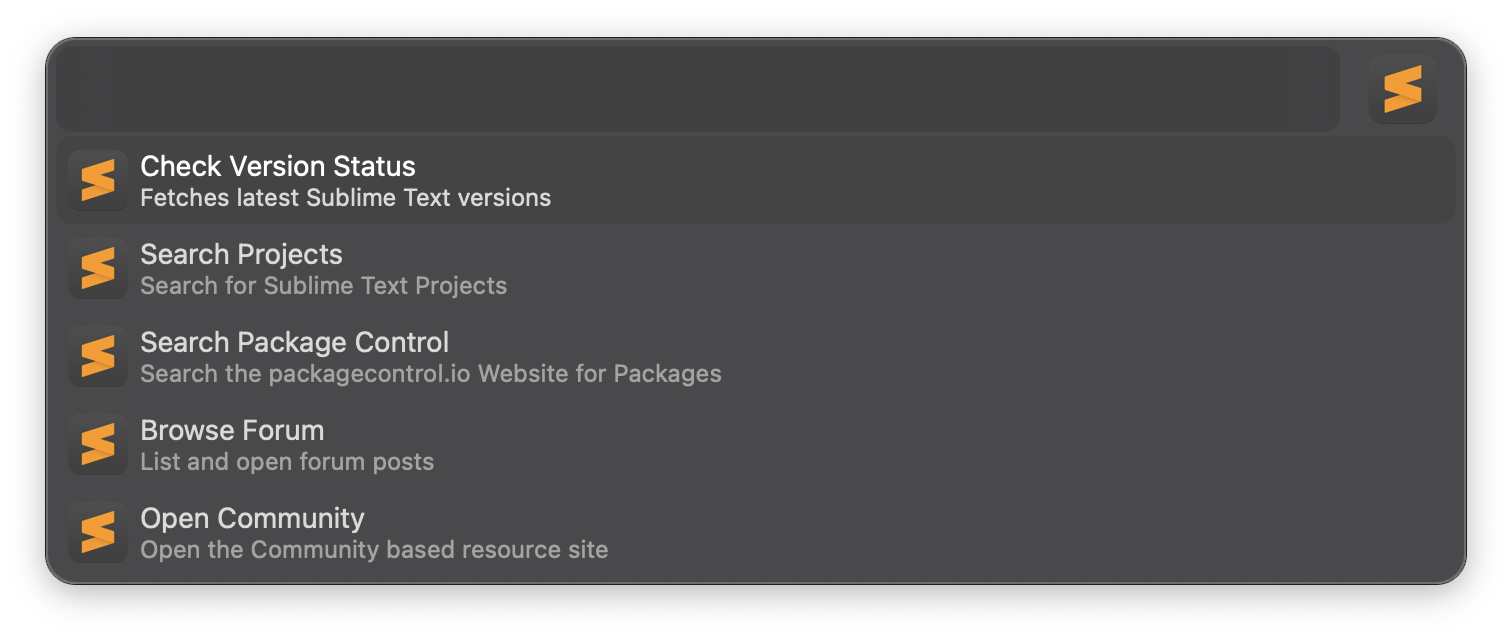 Check Version Status
Fetches latest Sublime Text versions
Search Projects
Search for Sublime Text Projects
Search Package Control
Search the packagecontrol.io Website for Packages
Browse Forum
List and open forum posts
Open Community
Open the Community based resource site